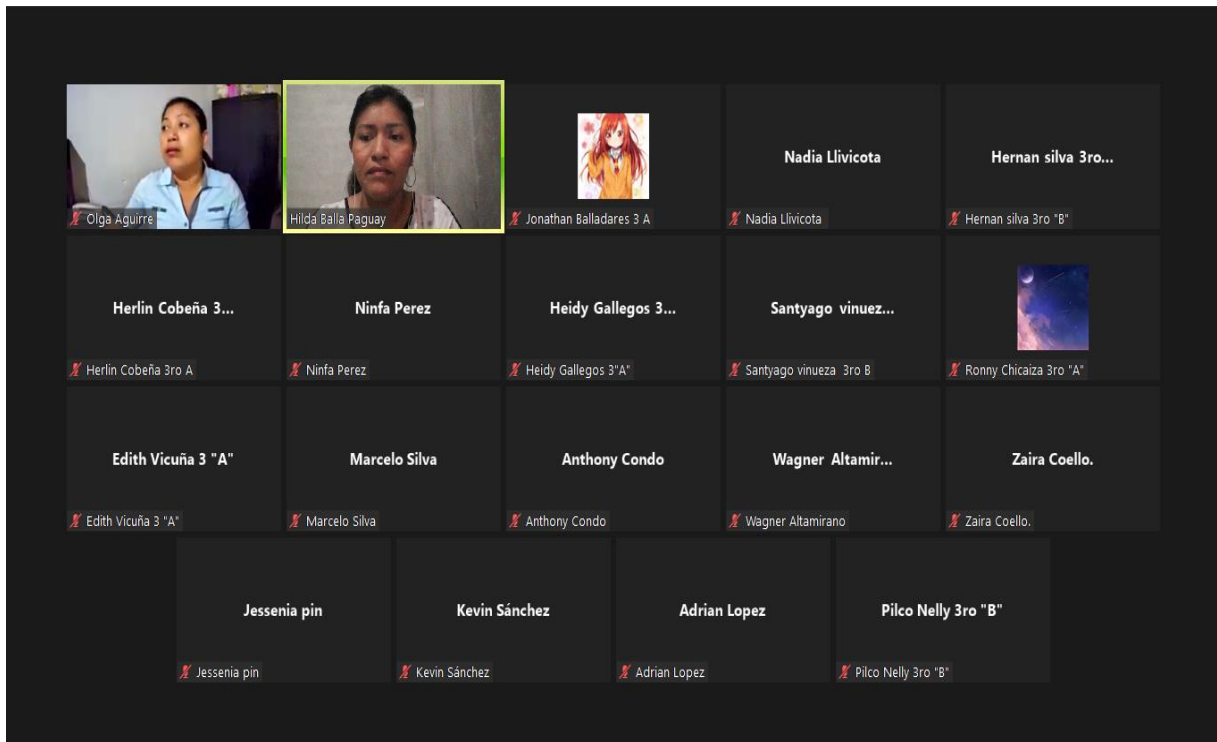 Olga Aguirre
Hilda Balla Paguay
Jonathan Balladares 3 A
Nadia Llivicota
Nadia Llivicota
Hernan silva 3ro...
Hernan silva 3ro "B"
Herlin Cobeña 3...
Herlin Cobeña 3ro A
Ninfa Perez
Ninfa Perez
Heidy Gallegos 3...
Heidy Gallegos 3"A"
Santyago vinuez...
Santyago vinueza 3ro B
Ronny Chicaiza 3ro "A"
Edith Vicuña 3 "A"
Edith Vicuña 3 "A"
Marcelo Silva
Marcelo Silva
Anthony Condo
Anthony Condo
Wagner Altamir...
Wagner Altamirano
Zaira Coello.
Zaira Coello.
Jessenia pin
Jessenia pin
Kevin Sánchez
Kevin Sánchez
Adrian Lopez
Adrian Lopez
Pilco Nelly 3ro "B"
Pilco Nelly 3ro "B"